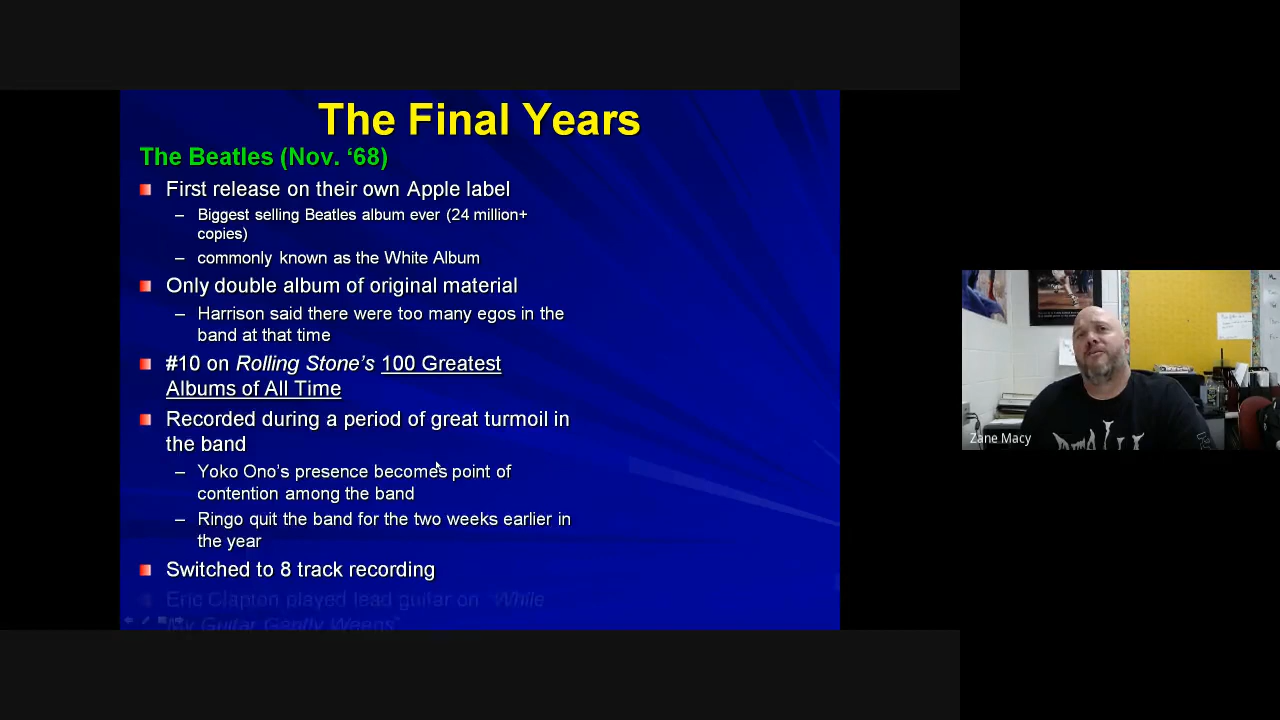 The Final Years
The Beatles (Nov. ‘68)
First release on their own Apple label
– Biggest selling Beatles album ever (24 million+
copies)
– commonly known as the White Album
Only double album of original material
– Harrison said there were too many egos in the
band at that time
#10 on Rolling Stone’s 100 Greatest
Albums of All Time
Recorded during a period of great turmoil in
the band
– Yoko Ono’s presence becomes point of
contention among the band
– Ringo quit the band for the two weeks earlier in
the year
Switched to 8 track recording
Eric Clapton played lead guitar on “While
My Guitar Gently Weeps”
Zane Macy